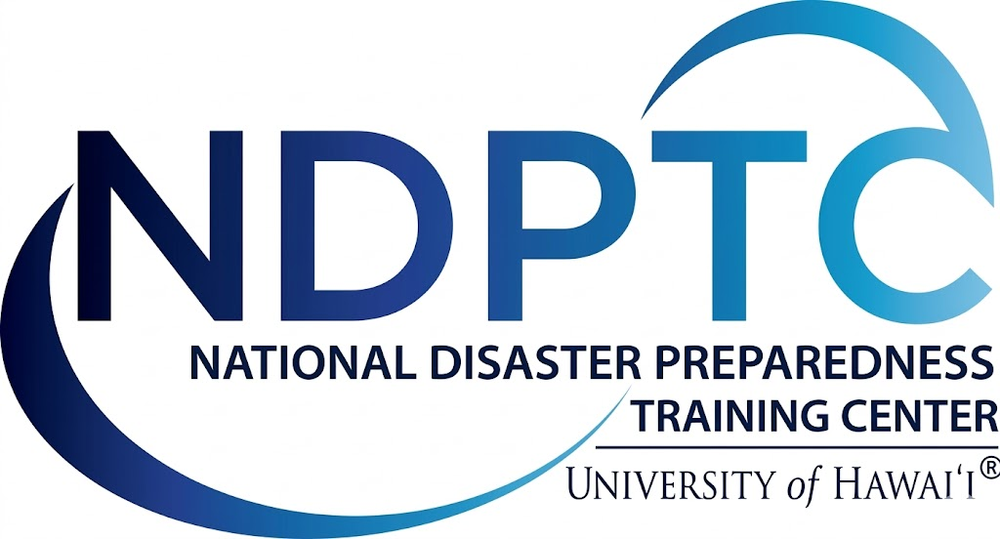 NDPTC
NATIONAL DISASTER PREPAREDNESS
TRAINING CENTER
UNIVERSITY of HAWAIʻI®